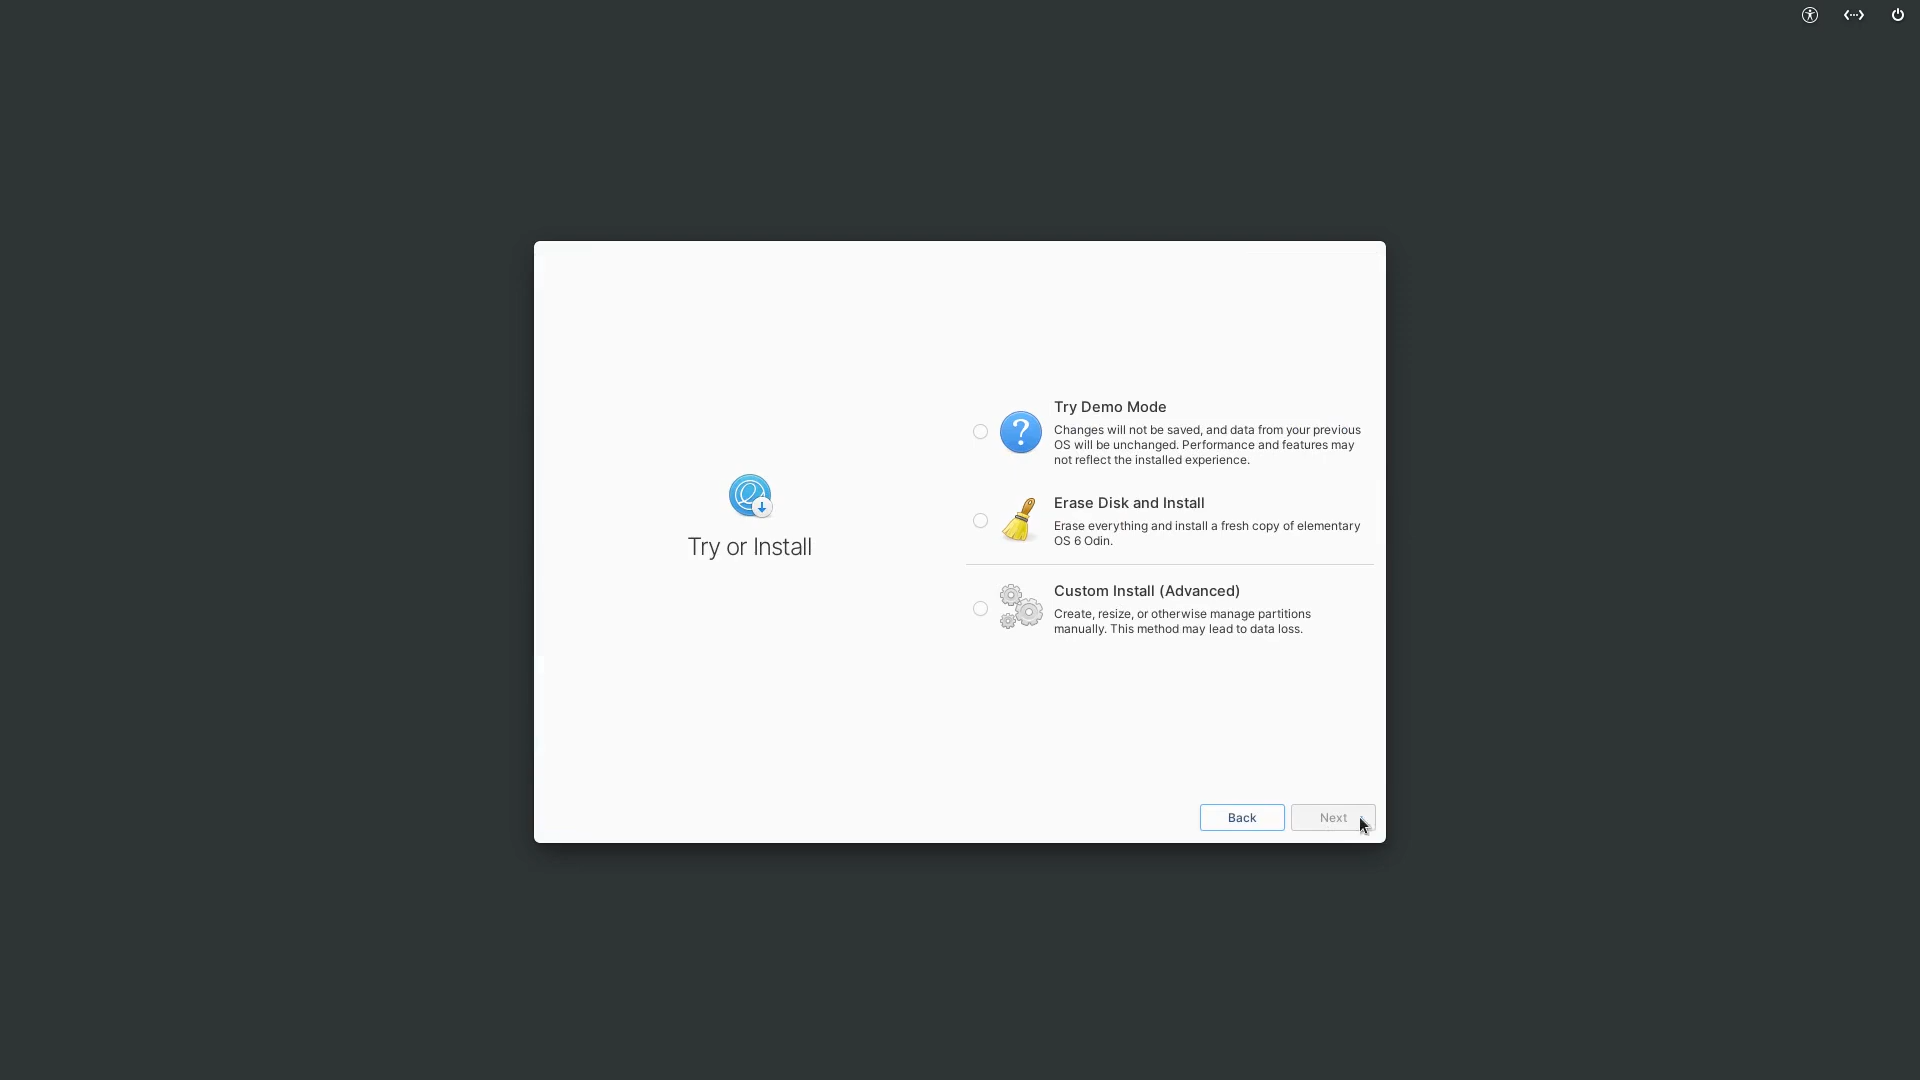 Try or Install
Try Demo Mode
Changes will not be saved, and data from your previous
OS will be unchanged. Performance and features may
not reflect the installed experience.
Erase Disk and Install
Erase everything and install a fresh copy of elementary
OS 6 Odin.
Custom Install (Advanced)
Create, resize, or otherwise manage partitions
manually. This method may lead to data loss.
Back
Next